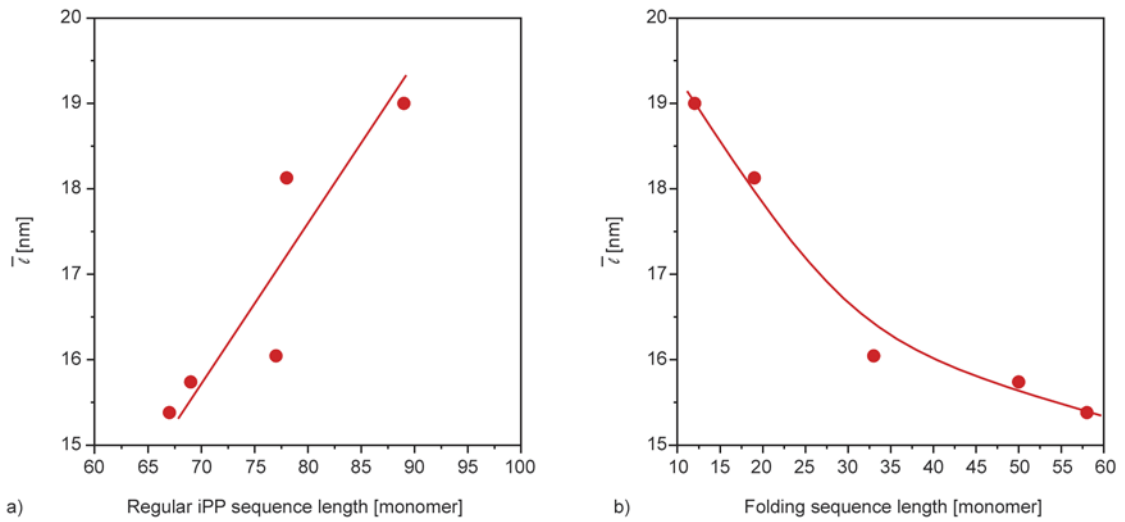 20
19
18
17
16
15
ℓ̅ [nm]
60 65 70 75 80 85 90 95 100
a) Regular iPP sequence length [monomer]
20
19
18
17
16
15
ℓ̅ [nm]
10 15 20 25 30 35 40 45 50 55 60
b) Folding sequence length [monomer]